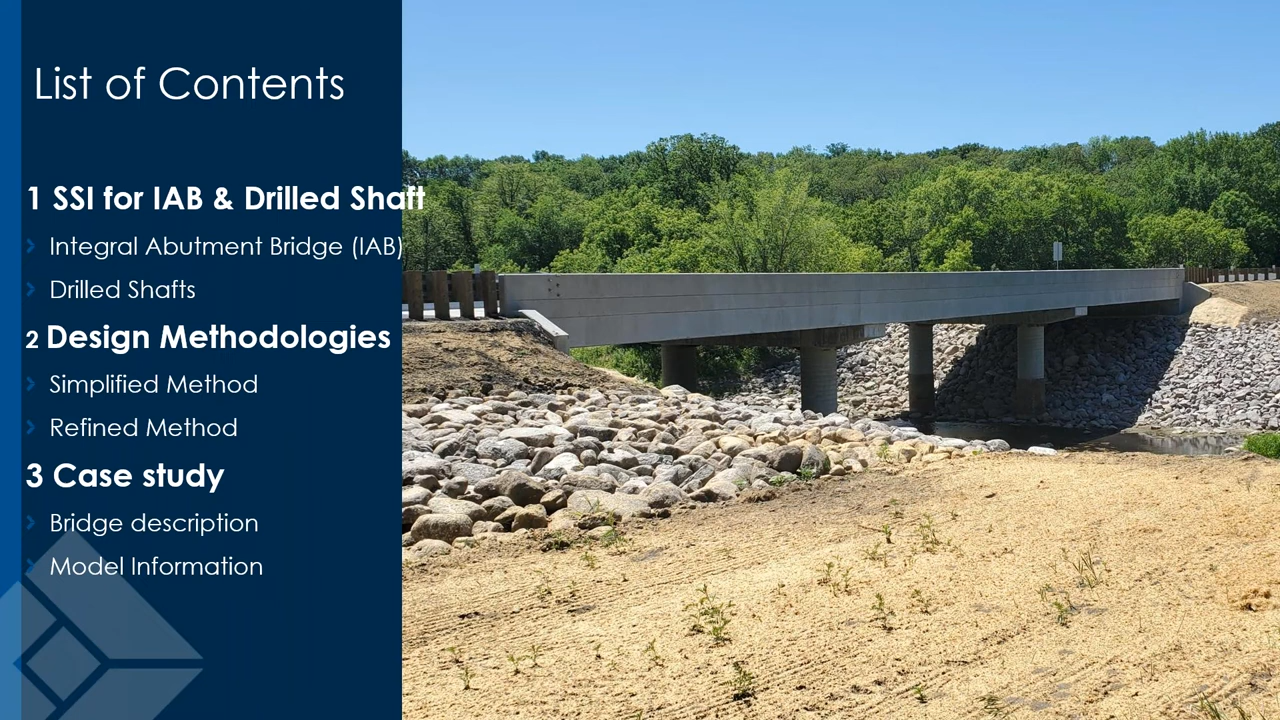 List of Contents
1 SSI for IAB & Drilled Shaft
Integral Abutment Bridge (IAB)
Drilled Shafts
2 Design Methodologies
Simplified Method
Refined Method
3 Case study
Bridge description
Model Information